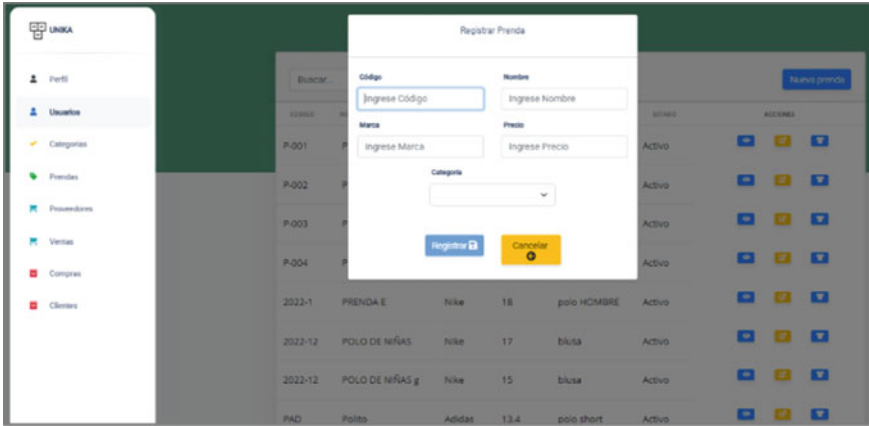 UNIKA
Perfil
Usuarios
Categorias
Prendas
Proveedores
Ventas
Compras
Clientes
Registrar Prenda
Código
Ingrese Código
Nombre
Ingrese Nombre
Marca
Ingrese Marca
Precio
Ingrese Precio
Categoria
Registrar
Cancelar
Buscar...
Nueva prenda
CODIGO ESTADO ACCIONES
P-001 P Activo
P-002 P Activo
P-003 P Activo
P-004 P Activo
2022-1 PRENDA E Nike 18 polo HOMBRE Activo
2022-12 POLO DE NIÑAS Nike 17 blusa Activo
2022-12 POLO DE NIÑAS g Nike 15 blusa Activo
PAD Polito Adidas 13.4 polo short Activo